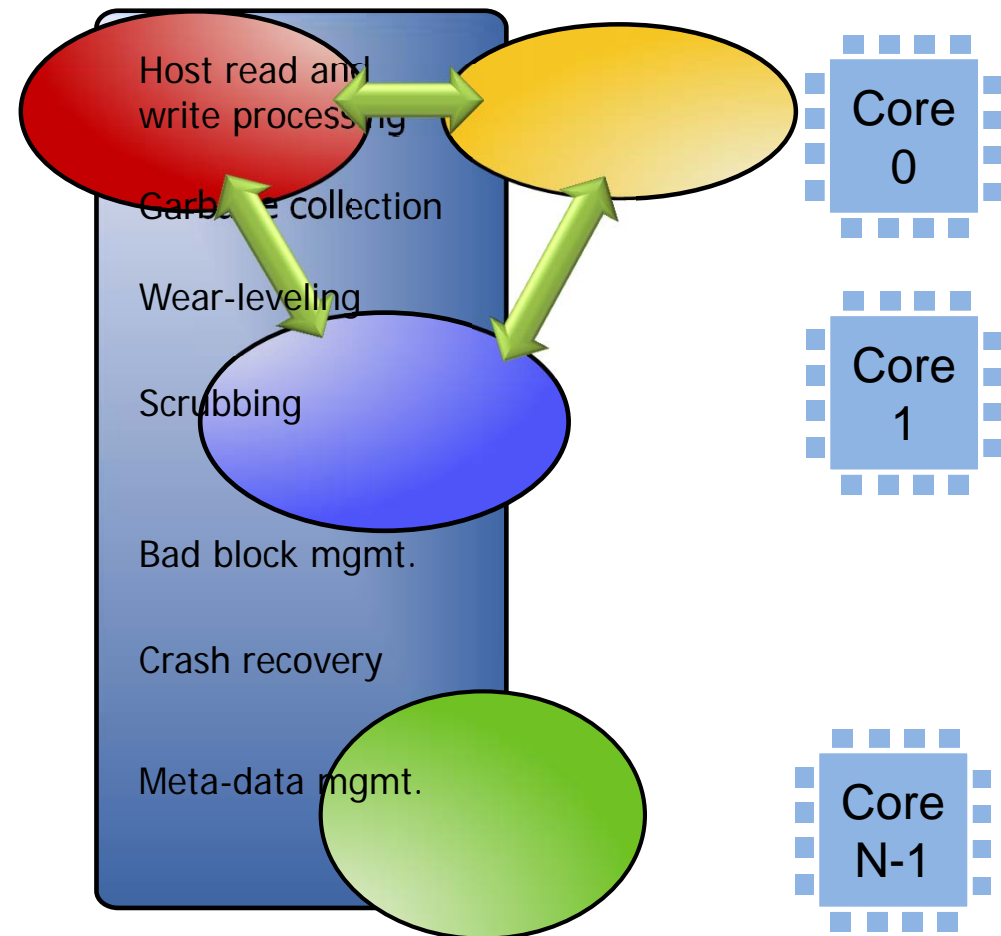 Host read and
write processing
Garbage collection
Wear-leveling
Scrubbing
Bad block mgmt.
Crash recovery
Meta-data mgmt.
Core
0
Core
1
Core
N-1